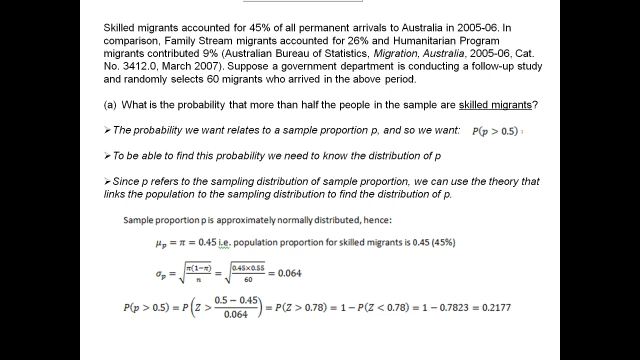 Skilled migrants accounted for 45% of all permanent arrivals to Australia in 2005-06. In
comparison, Family Stream migrants accounted for 26% and Humanitarian Program
migrants contributed 9% (Australian Bureau of Statistics, Migration, Australia, 2005-06, Cat.
No. 3412.0, March 2007). Suppose a government department is conducting a follow-up study
and randomly selects 60 migrants who arrived in the above period.
(a) What is the probability that more than half the people in the sample are skilled migrants?
➢ The probability we want relates to a sample proportion p, and so we want: P(p > 0.5) :
➢ To be able to find this probability we need to know the distribution of p
➢ Since p refers to the sampling distribution of sample proportion, we can use the theory that
links the population to the sampling distribution to find the distribution of p.
Sample proportion p is approximately normally distributed, hence:
μp = π = 0.45 i.e. population proportion for skilled migrants is 0.45 (45%)
σp = √(π(1−π)/n) = √(0.45×0.55/60) = 0.064
P(p > 0.5) = P(Z > (0.5 − 0.45)/0.064) = P(Z > 0.78) = 1 − P(Z < 0.78) = 1 − 0.7823 = 0.2177